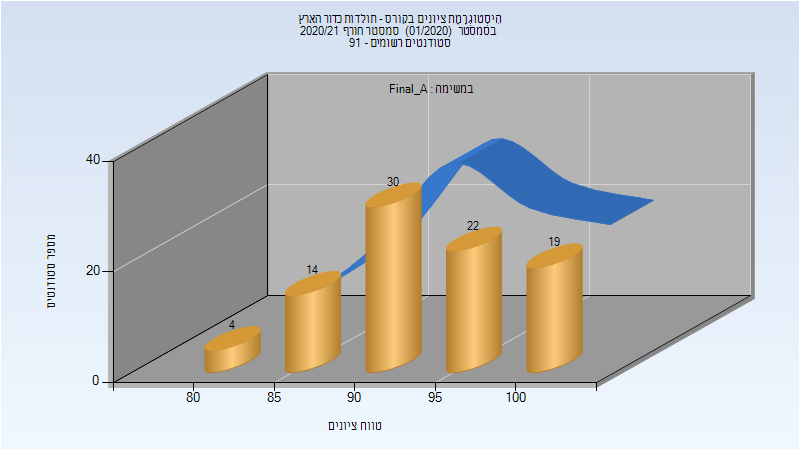 היסטוגרמת ציונים בקורס - תולדות כדור הארץ
בסמסטר (01/2020) סמסטר חורף 2020/21
סטודנטים רשומים - 91
במשימה : Final_A
40
20
0
מספר סטודנטים
4
14
30
22
19
80
85
90
95
100
טווח ציונים